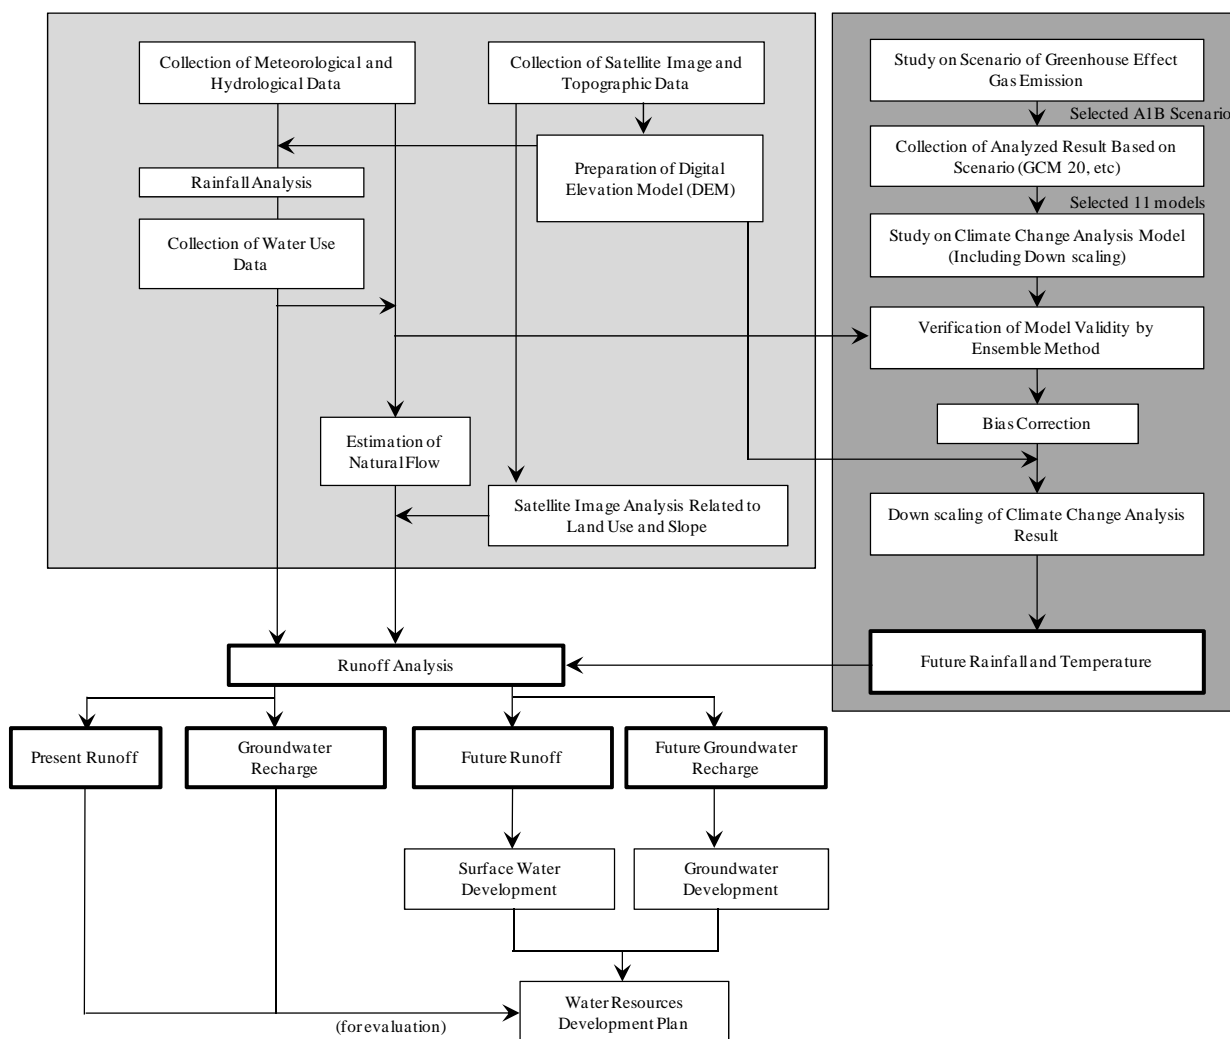 Collection of Meteorological and
Hydrological Data
Collection of Satellite Image and
Topographic Data
Study on Scenario of Greenhouse Effect
Gas Emission
Selected A1B Scenario
Preparation of Digital
Elevation Model (DEM)
Collection of Analyzed Result Based on
Scenario (GCM 20, etc)
Rainfall Analysis
Selected 11 models
Collection of Water Use
Data
Study on Climate Change Analysis Model
(Including Down scaling)
Verification of Model Validity by
Ensemble Method
Bias Correction
Estimation of
Natural Flow
Satellite Image Analysis Related to
Land Use and Slope
Down scaling of Climate Change Analysis
Result
Runoff Analysis
Future Rainfall and Temperature
Present Runoff
Groundwater
Recharge
Future Runoff
Future Groundwater
Recharge
Surface Water
Development
Groundwater
Development
Water Resources
Development Plan
(for evaluation)